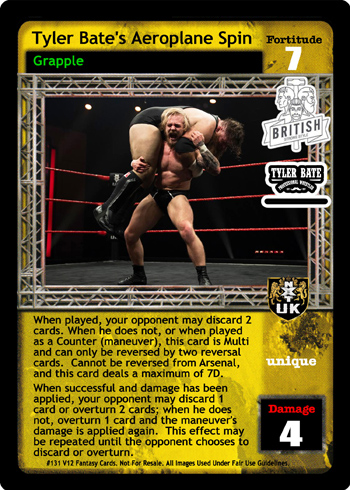 Tyler Bate's Aeroplane Spin
Fortitude
7
Grapple
BRITISH
TYLER BATE
PROFESSIONAL WRESTLER
NXT
UK
When played, your opponent may discard 2
cards. When he does not, or when played
as a Counter (maneuver), this card is Multi
and can only be reversed by two reversal
cards.  Cannot be reversed from Arsenal,
and this card deals a maximum of 7D.
unique
When successful and damage has been
applied, your opponent may discard 1
card or overturn 2 cards; when he does
not, overturn 1 card and the maneuver's
damage is applied again.  This effect may
be repeated until the opponent chooses to
discard or overturn.
Damage
4
#131 V12 Fantasy Cards. Not For Resale. All Images Used Under Fair Use Guidelines.